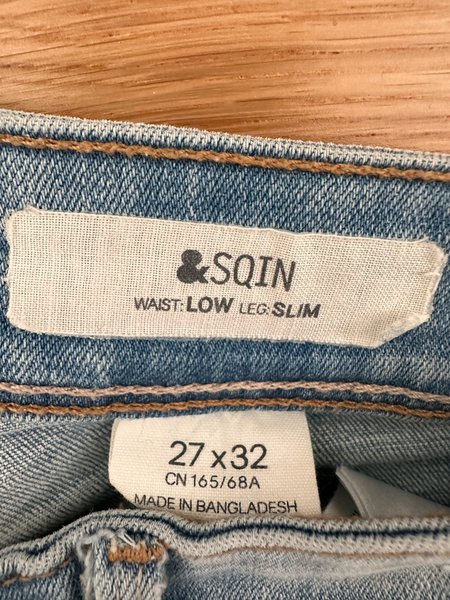 &SQIN
WAIST: LOW LEG: SLIM
27 x 32
CN 165/68A
MADE IN BANGLADESH